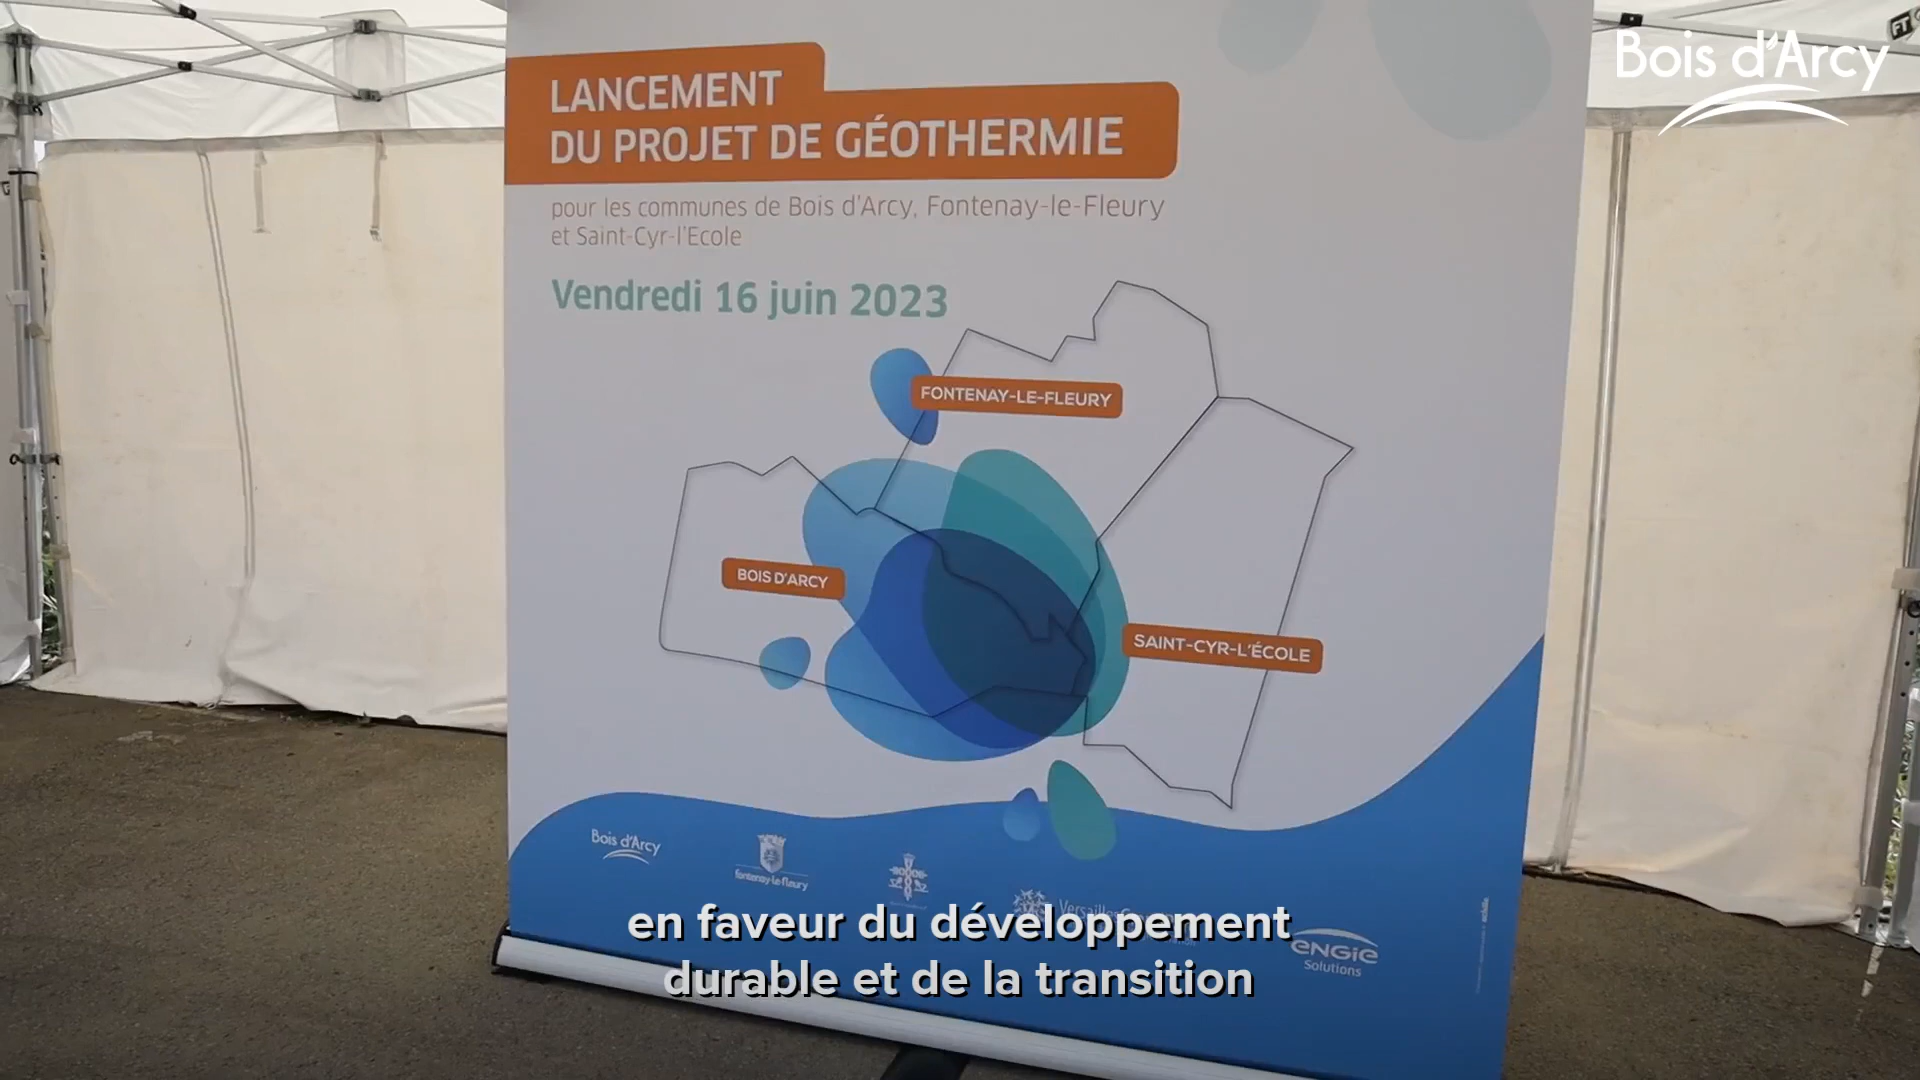 Bois d'Arcy
FT
LANCEMENT
DU PROJET DE GÉOTHERMIE
pour les communes de Bois d'Arcy, Fontenay-le-Fleury
et Saint-Cyr-l'Ecole
Vendredi 16 juin 2023
FONTENAY-LE-FLEURY
BOIS D'ARCY
SAINT-CYR-L'ÉCOLE
Bois d'Arcy
fontenay-le-fleury
ENGIE
Solutions
en faveur du développement
durable et de la transition